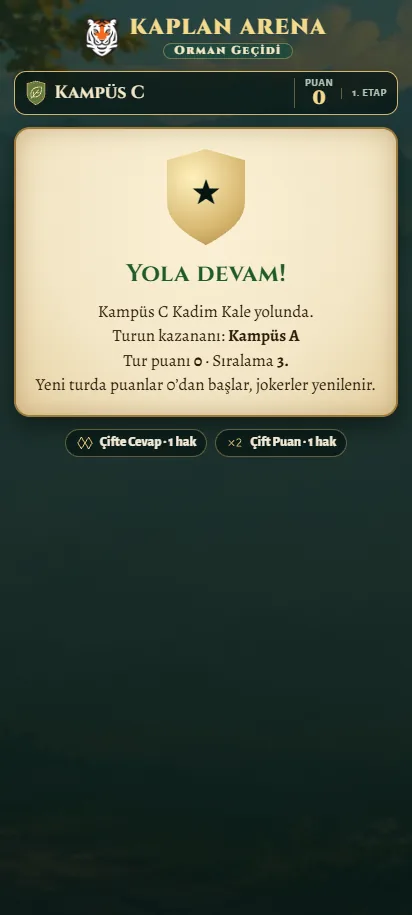 KAPLAN ARENA
ORMAN GEÇİDİ
KAMPÜS C
PUAN
0
1. ETAP
YOLA DEVAM!
Kampüs C Kadim Kale yolunda.
Turun kazananı: Kampüs A
Tur puanı 0 · Sıralama 3.
Yeni turda puanlar 0’dan başlar, jokerler yenilenir.
Çifte Cevap · 1 hak
×2 Çift Puan · 1 hak